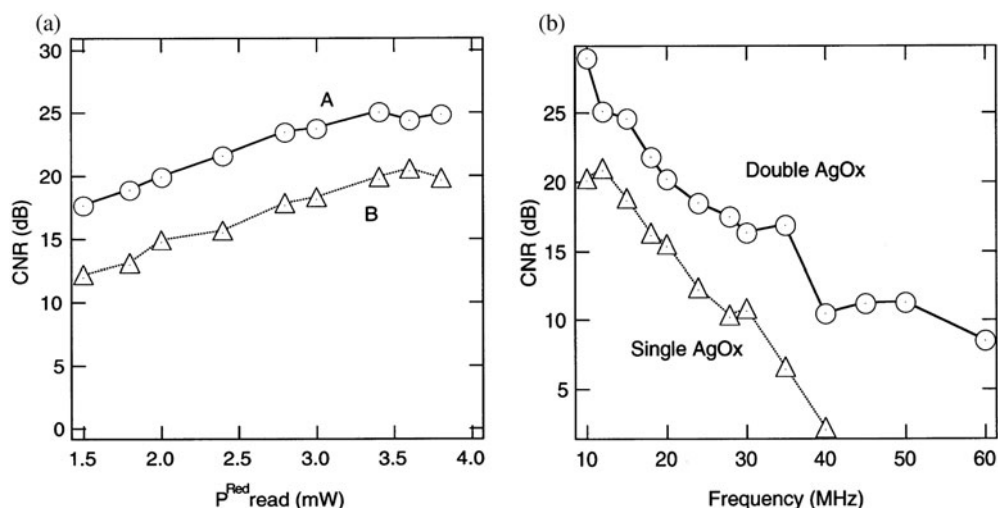 (a)
30
25
20
15
10
5
0
CNR (dB)
A
B
1.5 2.0 2.5 3.0 3.5 4.0
P^Red read (mW)
(b)
25
20
15
10
5
CNR (dB)
Double AgOx
Single AgOx
10 20 30 40 50 60
Frequency (MHz)